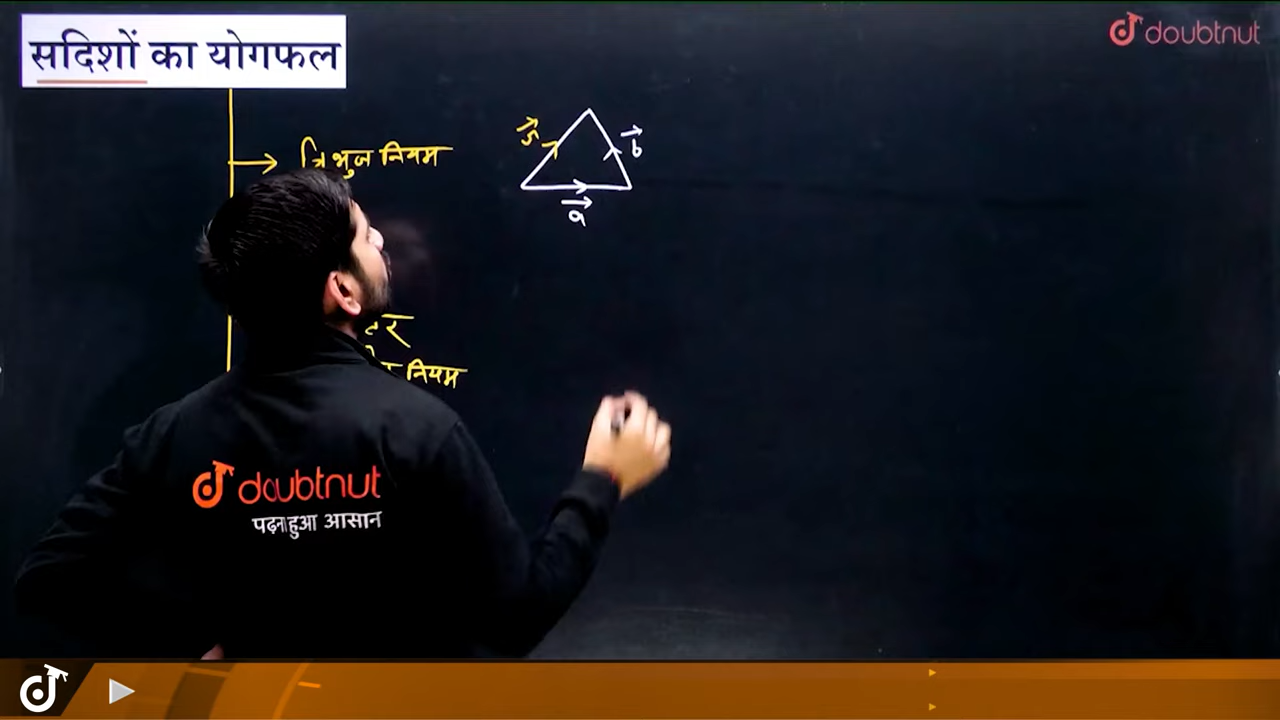 सदिशों का योगफल
doubtnut
त्रिभुज नियम
b
a
नियम
doubtnut
पढ़ना हुआ आसान